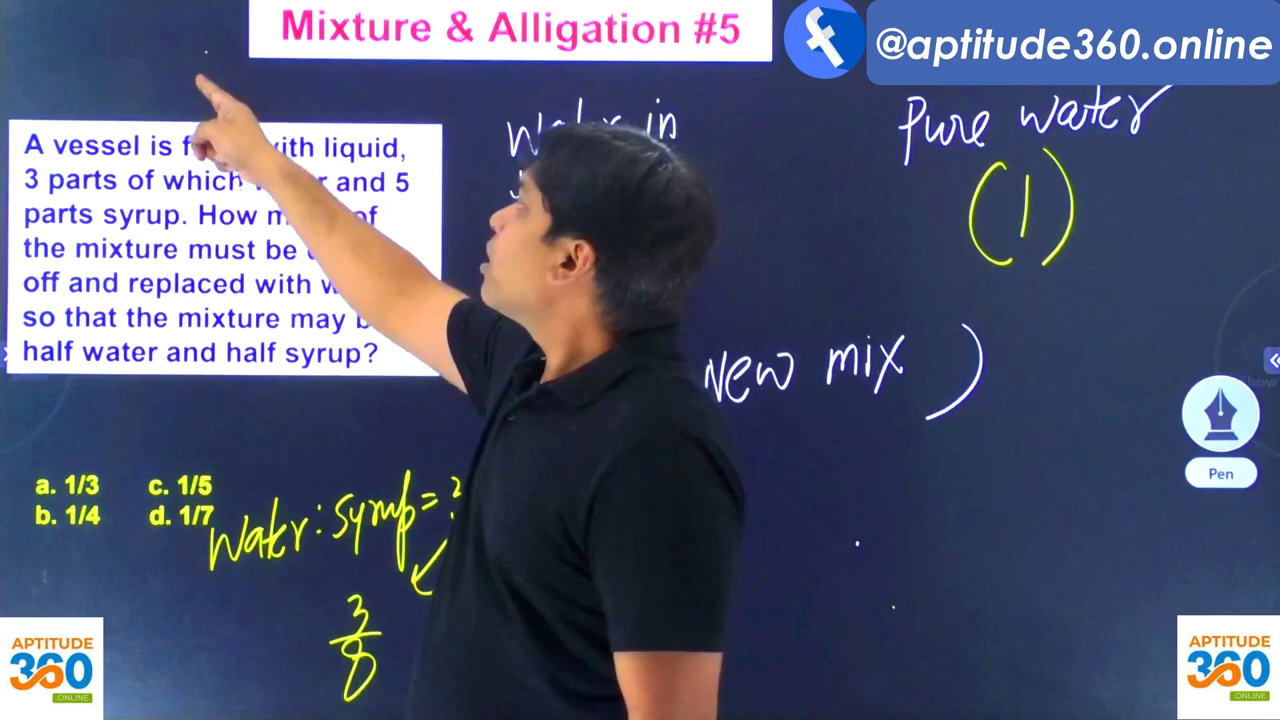 Mixture & Alligation #5
@aptitude360.online
A vessel is with liquid,
3 parts of which and 5
parts syrup. How of
the mixture must be
off and replaced with
so that the mixture may
half water and half syrup?
Water in
Pure water
(1)
New mix )
a. 1/3 c. 1/5
b. 1/4 d. 1/7
Water : Syrup = ?
3
8
Show
Pen
APTITUDE
360
.ONLINE
APTITUDE
360
.ONLINE